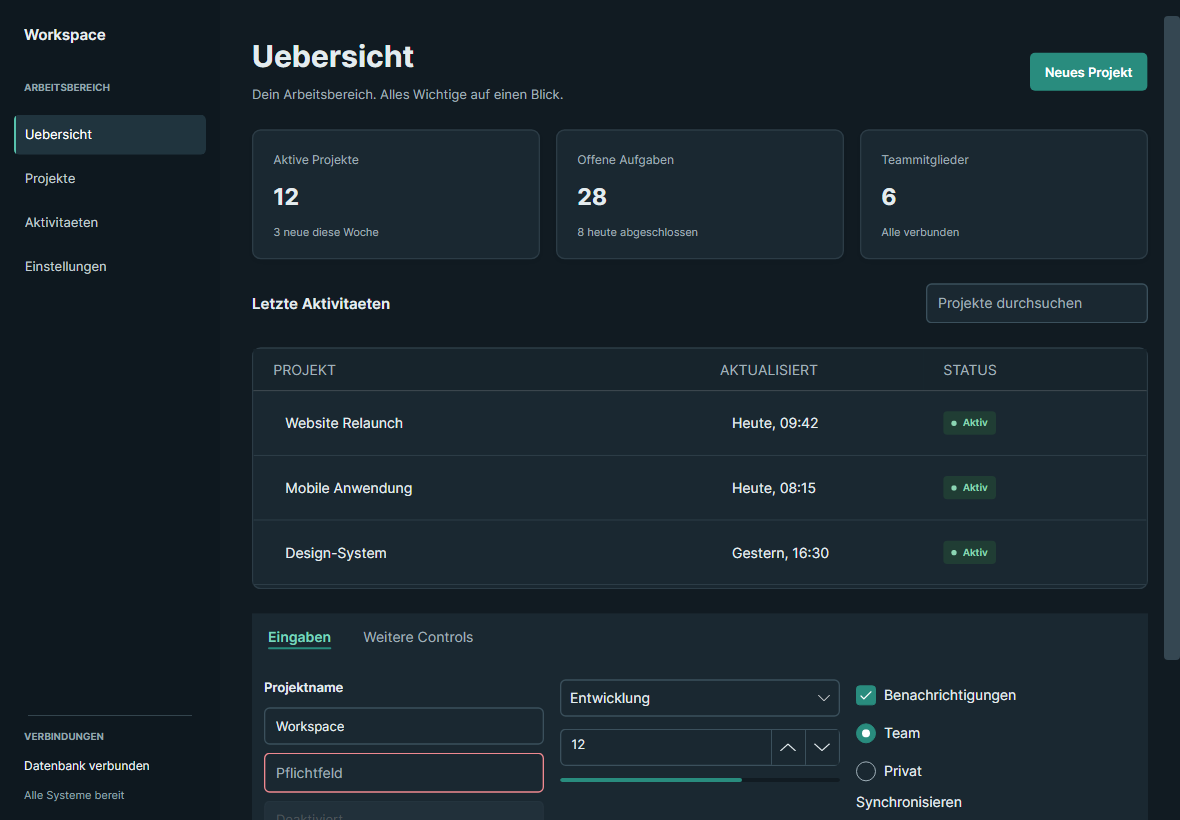 Workspace
ARBEITSBEREICH
Uebersicht
Projekte
Aktivitaeten
Einstellungen
VERBINDUNGEN
Datenbank verbunden
Alle Systeme bereit
Uebersicht
Dein Arbeitsbereich. Alles Wichtige auf einen Blick.
Neues Projekt
Aktive Projekte
12
3 neue diese Woche
Offene Aufgaben
28
8 heute abgeschlossen
Teammitglieder
6
Alle verbunden
Letzte Aktivitaeten
Projekte durchsuchen
PROJEKT AKTUALISIERT STATUS
Website Relaunch Heute, 09:42 Aktiv
Mobile Anwendung Heute, 08:15 Aktiv
Design-System Gestern, 16:30 Aktiv
Eingaben Weitere Controls
Projektname
Workspace
Pflichtfeld
Deaktiviert
Entwicklung
12
Benachrichtigungen
Team
Privat
Synchronisieren